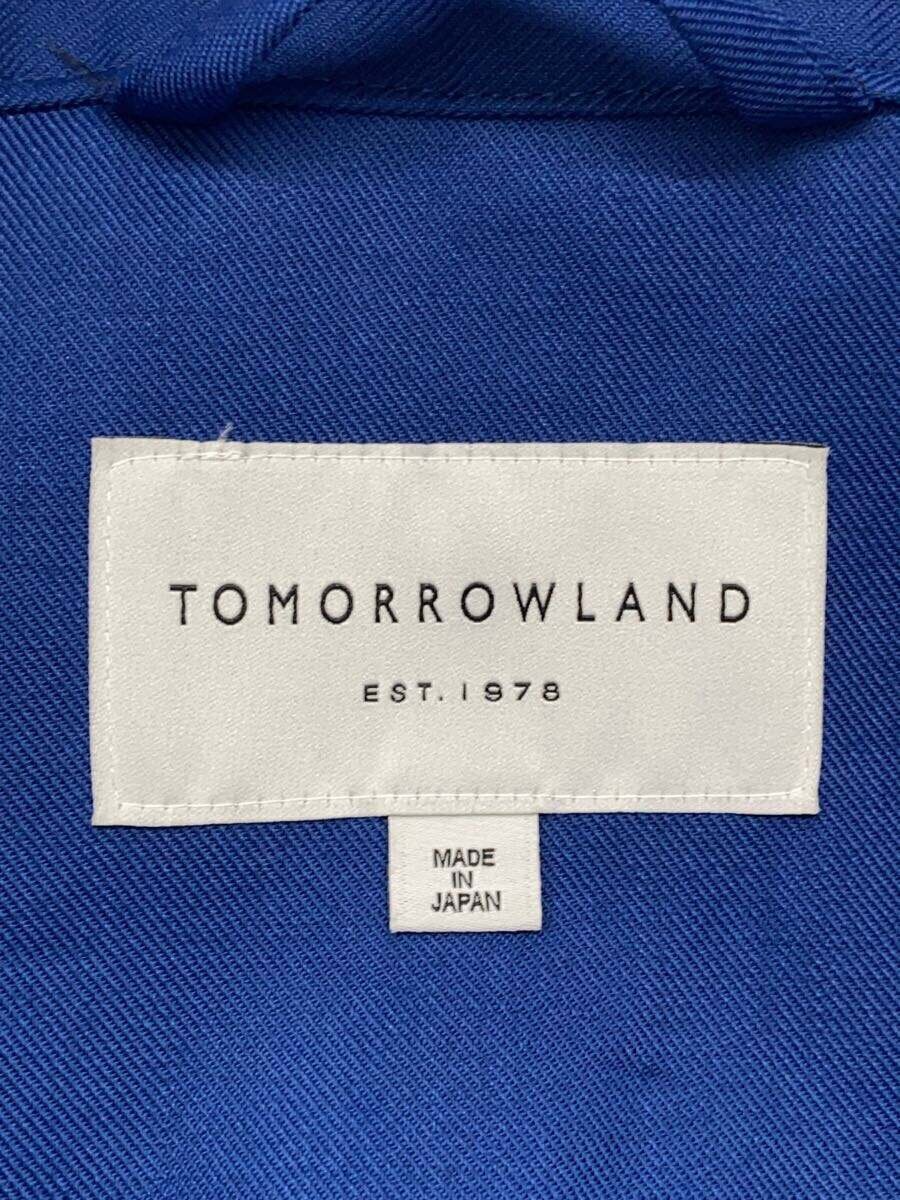 TOMORROWLAND
EST. 1978
MADE
IN
JAPAN